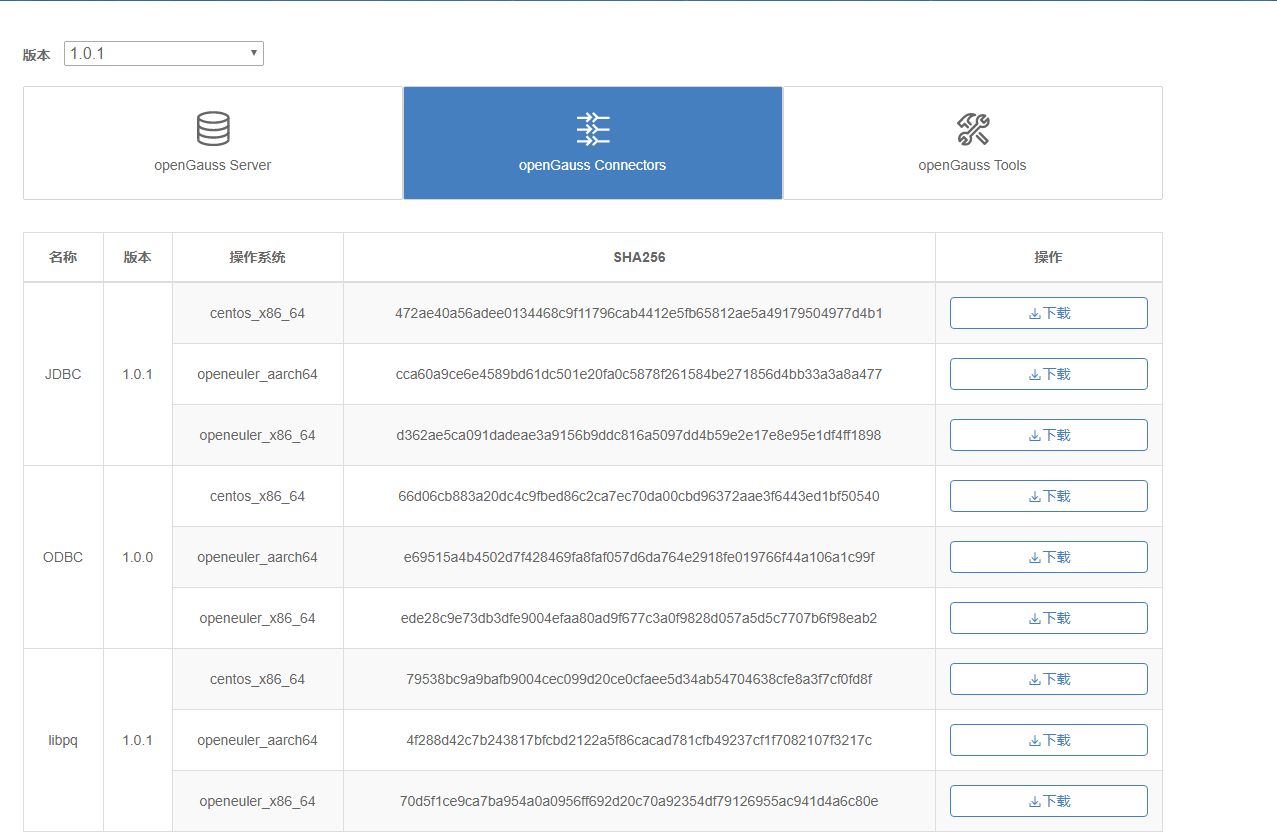 版本 1.0.1
openGauss Server openGauss Connectors openGauss Tools
名称 版本 操作系统 SHA256 操作
centos_x86_64 472ae40a56adee0134468c9f11796cab4412e5fb65812ae5a49179504977d4b1 下载
JDBC 1.0.1 openeuler_aarch64 cca60a9ce6e4589bd61dc501e20fa0c5878f261584be271856d4bb33a3a8a477 下载
openeuler_x86_64 d362ae5ca091dadeae3a9156b9ddc816a5097dd4b59e2e17e8e95e1df4ff1898 下载
centos_x86_64 66d06cb883a20dc4c9fbed86c2ca7ec70da00cbd96372aae3f6443ed1bf50540 下载
ODBC 1.0.0 openeuler_aarch64 e69515a4b4502d7f428469fa8faf057d6da764e2918fe019766f44a106a1c99f 下载
openeuler_x86_64 ede28c9e73db3dfe9004efaa80ad9f677c3a0f9828d057a5d5c7707b6f98eab2 下载
centos_x86_64 79538bc9a9bafb9004cec099d20ce0cfaee5d34ab54704638cfe8a3f7cf0fd8f 下载
libpq 1.0.1 openeuler_aarch64 4f288d42c7b243817bfcbd2122a5f86cacad781cfb49237cf1f7082107f3217c 下载
openeuler_x86_64 70d5f1ce9ca7ba954a0a0956ff692d20c70a92354df79126955ac941d4a6c80e 下载